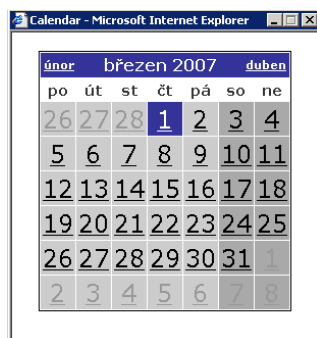 Calendar - Microsoft Internet Explorer
únor březen 2007 duben
po út st čt pá so ne
26 27 28 1 2 3 4
5 6 7 8 9 10 11
12 13 14 15 16 17 18
19 20 21 22 23 24 25
26 27 28 29 30 31 1
2 3 4 5 6 7 8